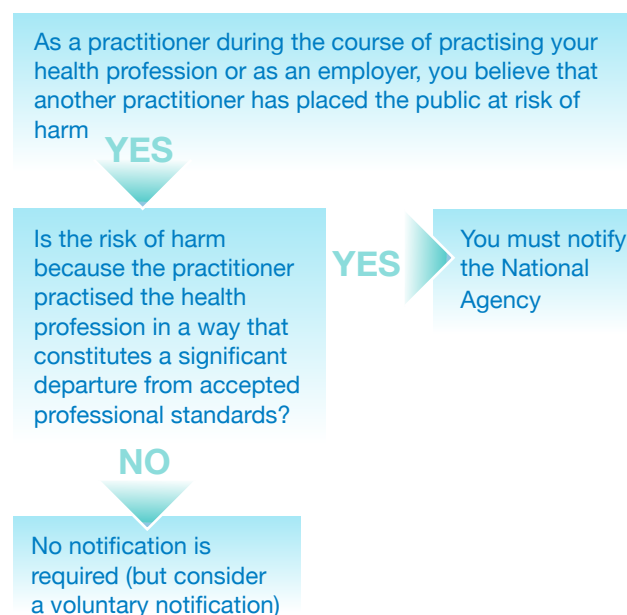 As a practitioner during the course of practising your
health profession or as an employer, you believe that
another practitioner has placed the public at risk of
harm
YES
Is the risk of harm
because the practitioner
practised the health
profession in a way that
constitutes a significant
departure from accepted
professional standards?
YES
You must notify
the National
Agency
NO
No notification is
required (but consider
a voluntary notification)